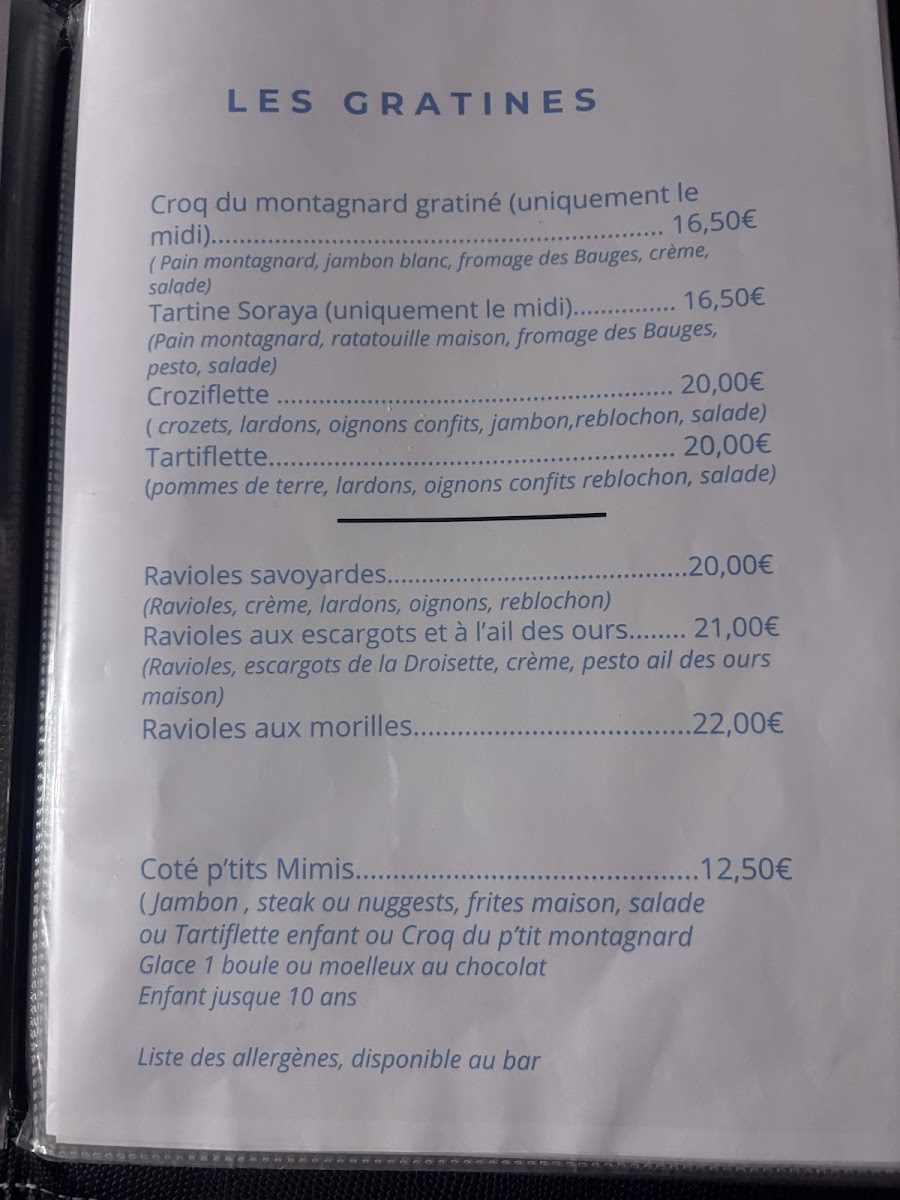 LES GRATINES
Croq du montagnard gratiné (uniquement le
midi)................................................................. 16,50€
( Pain montagnard, jambon blanc, fromage des Bauges, crème,
salade)
Tartine Soraya (uniquement le midi)............... 16,50€
(Pain montagnard, ratatouille maison, fromage des Bauges,
pesto, salade)
Croziflette ......................................................... 20,00€
( crozets, lardons, oignons confits, jambon,reblochon, salade)
Tartiflette.......................................................... 20,00€
(pommes de terre, lardons, oignons confits reblochon, salade)
Ravioles savoyardes...........................................20,00€
(Ravioles, crème, lardons, oignons, reblochon)
Ravioles aux escargots et à l'ail des ours........ 21,00€
(Ravioles, escargots de la Droisette, crème, pesto ail des ours
maison)
Ravioles aux morilles........................................22,00€
Coté p'tits Mimis.................................................12,50€
( Jambon , steak ou nuggests, frites maison, salade
ou Tartiflette enfant ou Croq du p'tit montagnard
Glace 1 boule ou moelleux au chocolat
Enfant jusque 10 ans
Liste des allergènes, disponible au bar